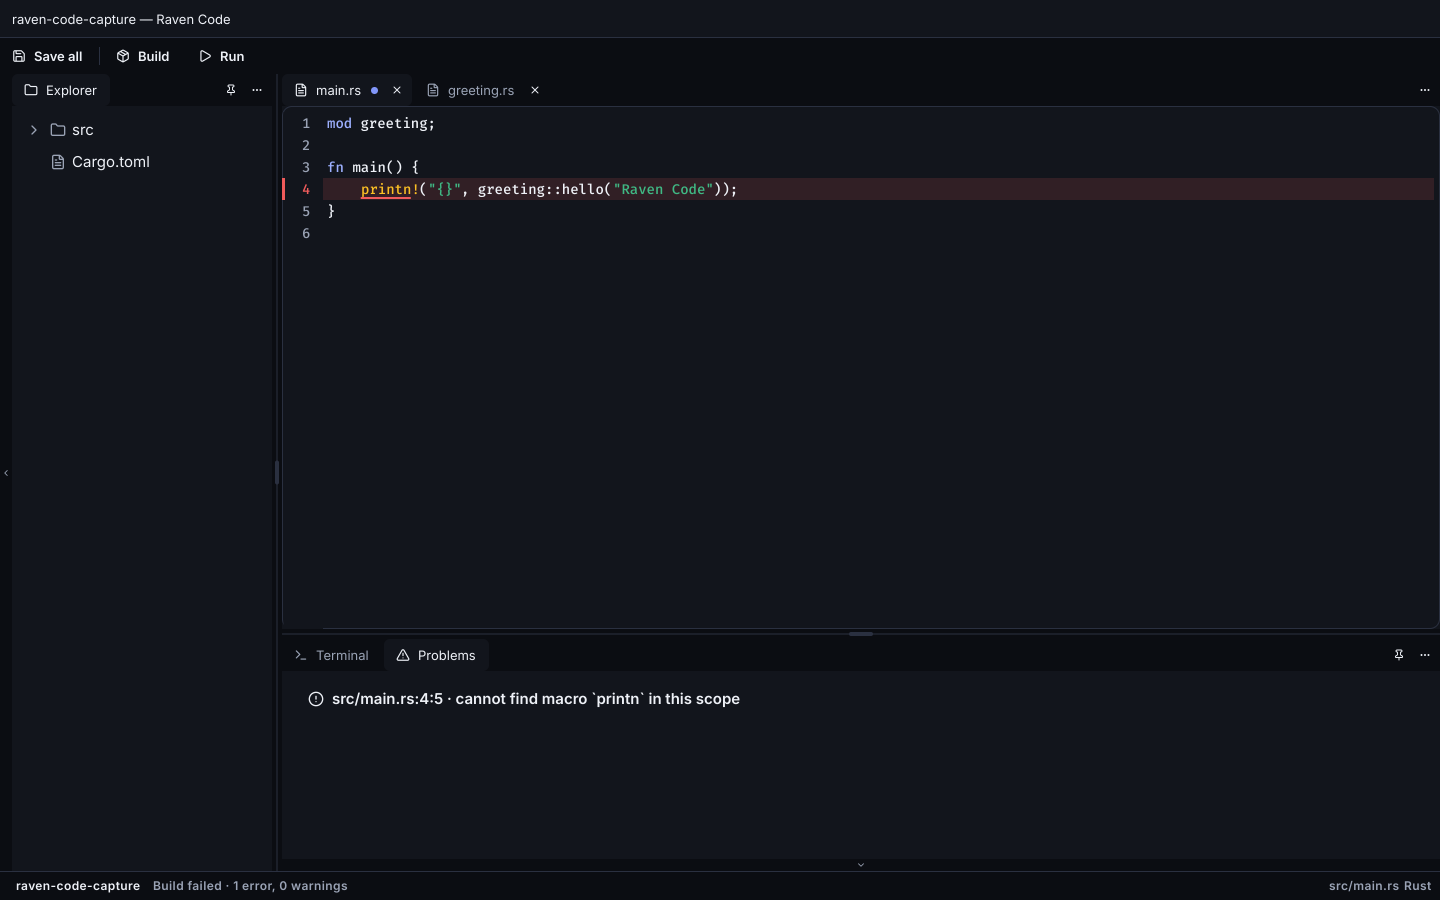 raven-code-capture — Raven Code
Save all
Build
Run
Explorer
main.rs
greeting.rs
src
Cargo.toml
1 mod greeting;
2
3 fn main() {
4     printn!("{}", greeting::hello("Raven Code"));
5 }
6
Terminal
Problems
src/main.rs:4:5 · cannot find macro `printn` in this scope
raven-code-capture Build failed · 1 error, 0 warnings
src/main.rs Rust